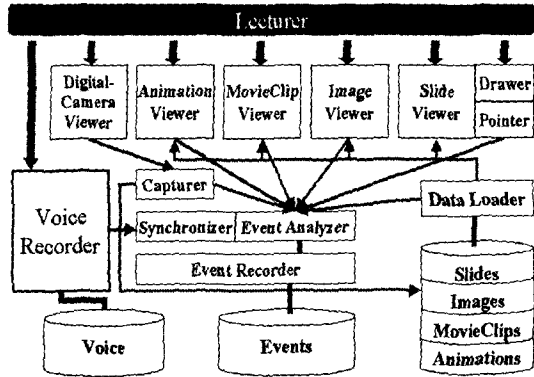 Lecturer
Digital-
Camera
Viewer
Animation
Viewer
MovieClip
Viewer
Image
Viewer
Slide
Viewer
Drawer
Pointer
Capturer
Data Loader
Voice
Recorder
Synchronizer
Event Analyzer
Event Recorder
Slides
Images
MovieClips
Animations
Voice
Events